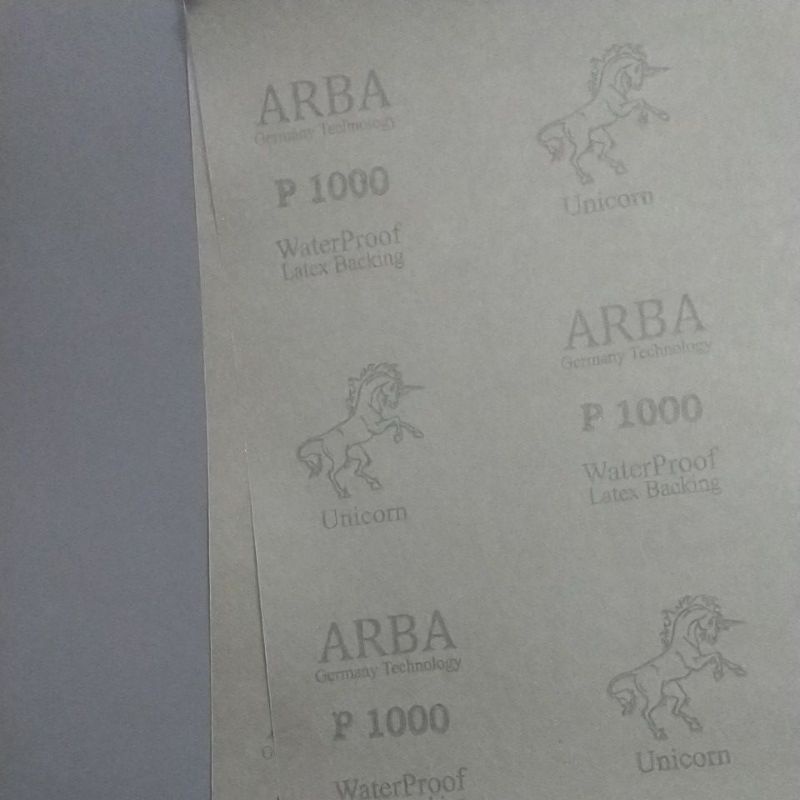 ARBA
Germany Technology
P 1000
WaterProof
Latex Backing
Unicorn
ARBA
Germany Technology
P 1000
WaterProof
Latex Backing
Unicorn
ARBA
Germany Technology
P 1000
WaterProof
Unicorn